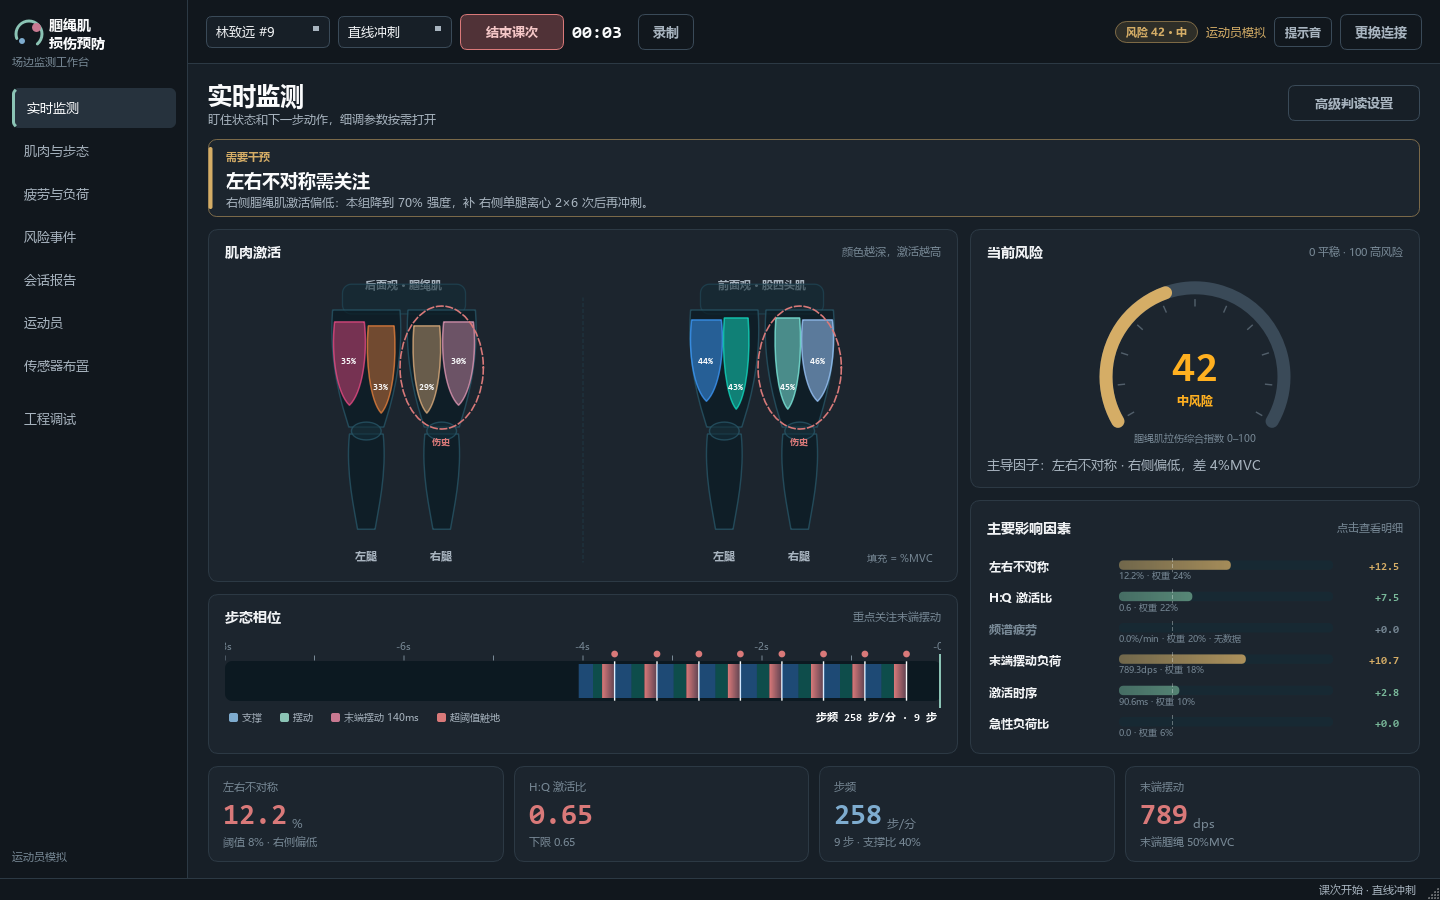 腘绳肌
损伤预防
场边监测工作台
实时监测
肌肉与步态
疲劳与负荷
风险事件
会话报告
运动员
传感器布置
工程调试
运动员模拟
林致远 #9
直线冲刺
结束课次
00:03
录制
风险 42 · 中
运动员模拟
提示音
更换连接
实时监测
盯住状态和下一步动作，细调参数按需打开
高级判读设置
需要干预
左右不对称需关注
右侧腘绳肌激活偏低：本组降到 70% 强度，补 右侧单腿离心 2×6 次后再冲刺。
肌肉激活
颜色越深，激活越高
后面观 · 腘绳肌
前面观 · 股四头肌
35%
33%
29%
30%
44%
43%
45%
46%
伤史
伤史
左腿
右腿
左腿
右腿
填充 = %MVC
当前风险
0 平稳 · 100 高风险
42
中风险
腘绳肌拉伤综合指数 0–100
主导因子：左右不对称 · 右侧偏低，差 4%MVC
主要影响因素
点击查看明细
左右不对称
12.2% · 权重 24%
+12.5
H:Q 激活比
0.6 · 权重 22%
+7.5
频谱疲劳
0.0%/min · 权重 20% · 无数据
+0.0
末端摆动负荷
789.3dps · 权重 18%
+10.7
激活时序
90.6ms · 权重 10%
+2.8
急性负荷比
0.0 · 权重 6%
+0.0
步态相位
重点关注末端摆动
-6s
-4s
-2s
支撑
摆动
末端摆动 140ms
超阈值触地
步频 258 步/分 · 9 步
左右不对称
12.2 %
阈值 8% · 右侧偏低
H:Q 激活比
0.65
下限 0.65
步频
258 步/分
9 步 · 支撑比 40%
末端摆动
789 dps
末端腘绳 50%MVC
课次开始 · 直线冲刺